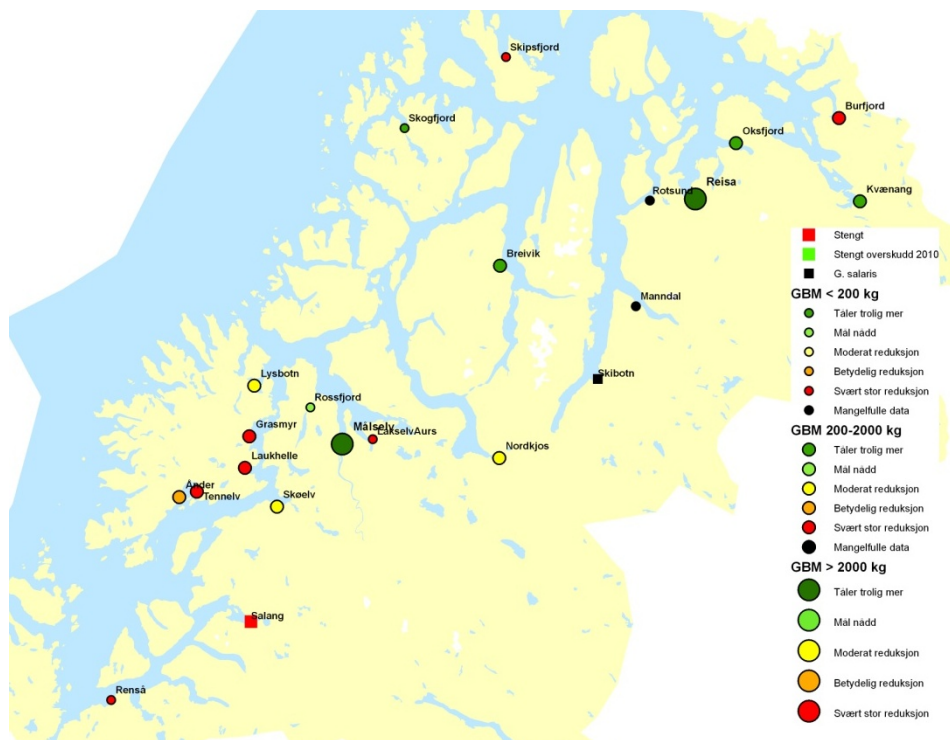 Skipsfjord
Burfjord
Skogfjord
Oksfjord
Rotsund
Reisa
Kvænang
Stengt
Stengt overskudd 2010
G. salaris
Breivik
GBM < 200 kg
Manndal
Tåler trolig mer
Mål nådd
Moderat reduksjon
Skibotn
Lysbotn
Betydelig reduksjon
Rossfjord
Svært stor reduksjon
Mangelfulle data
Grasmyr
Målselv
LakselvAurs
GBM 200-2000 kg
Nordkjos
Tåler trolig mer
Laukhelle
Mål nådd
Ånder
Tennelv
Skøelv
Moderat reduksjon
Betydelig reduksjon
Svært stor reduksjon
Mangelfulle data
GBM > 2000 kg
Tåler trolig mer
Salang
Mål nådd
Moderat reduksjon
Betydelig reduksjon
Renså
Svært stor reduksjon